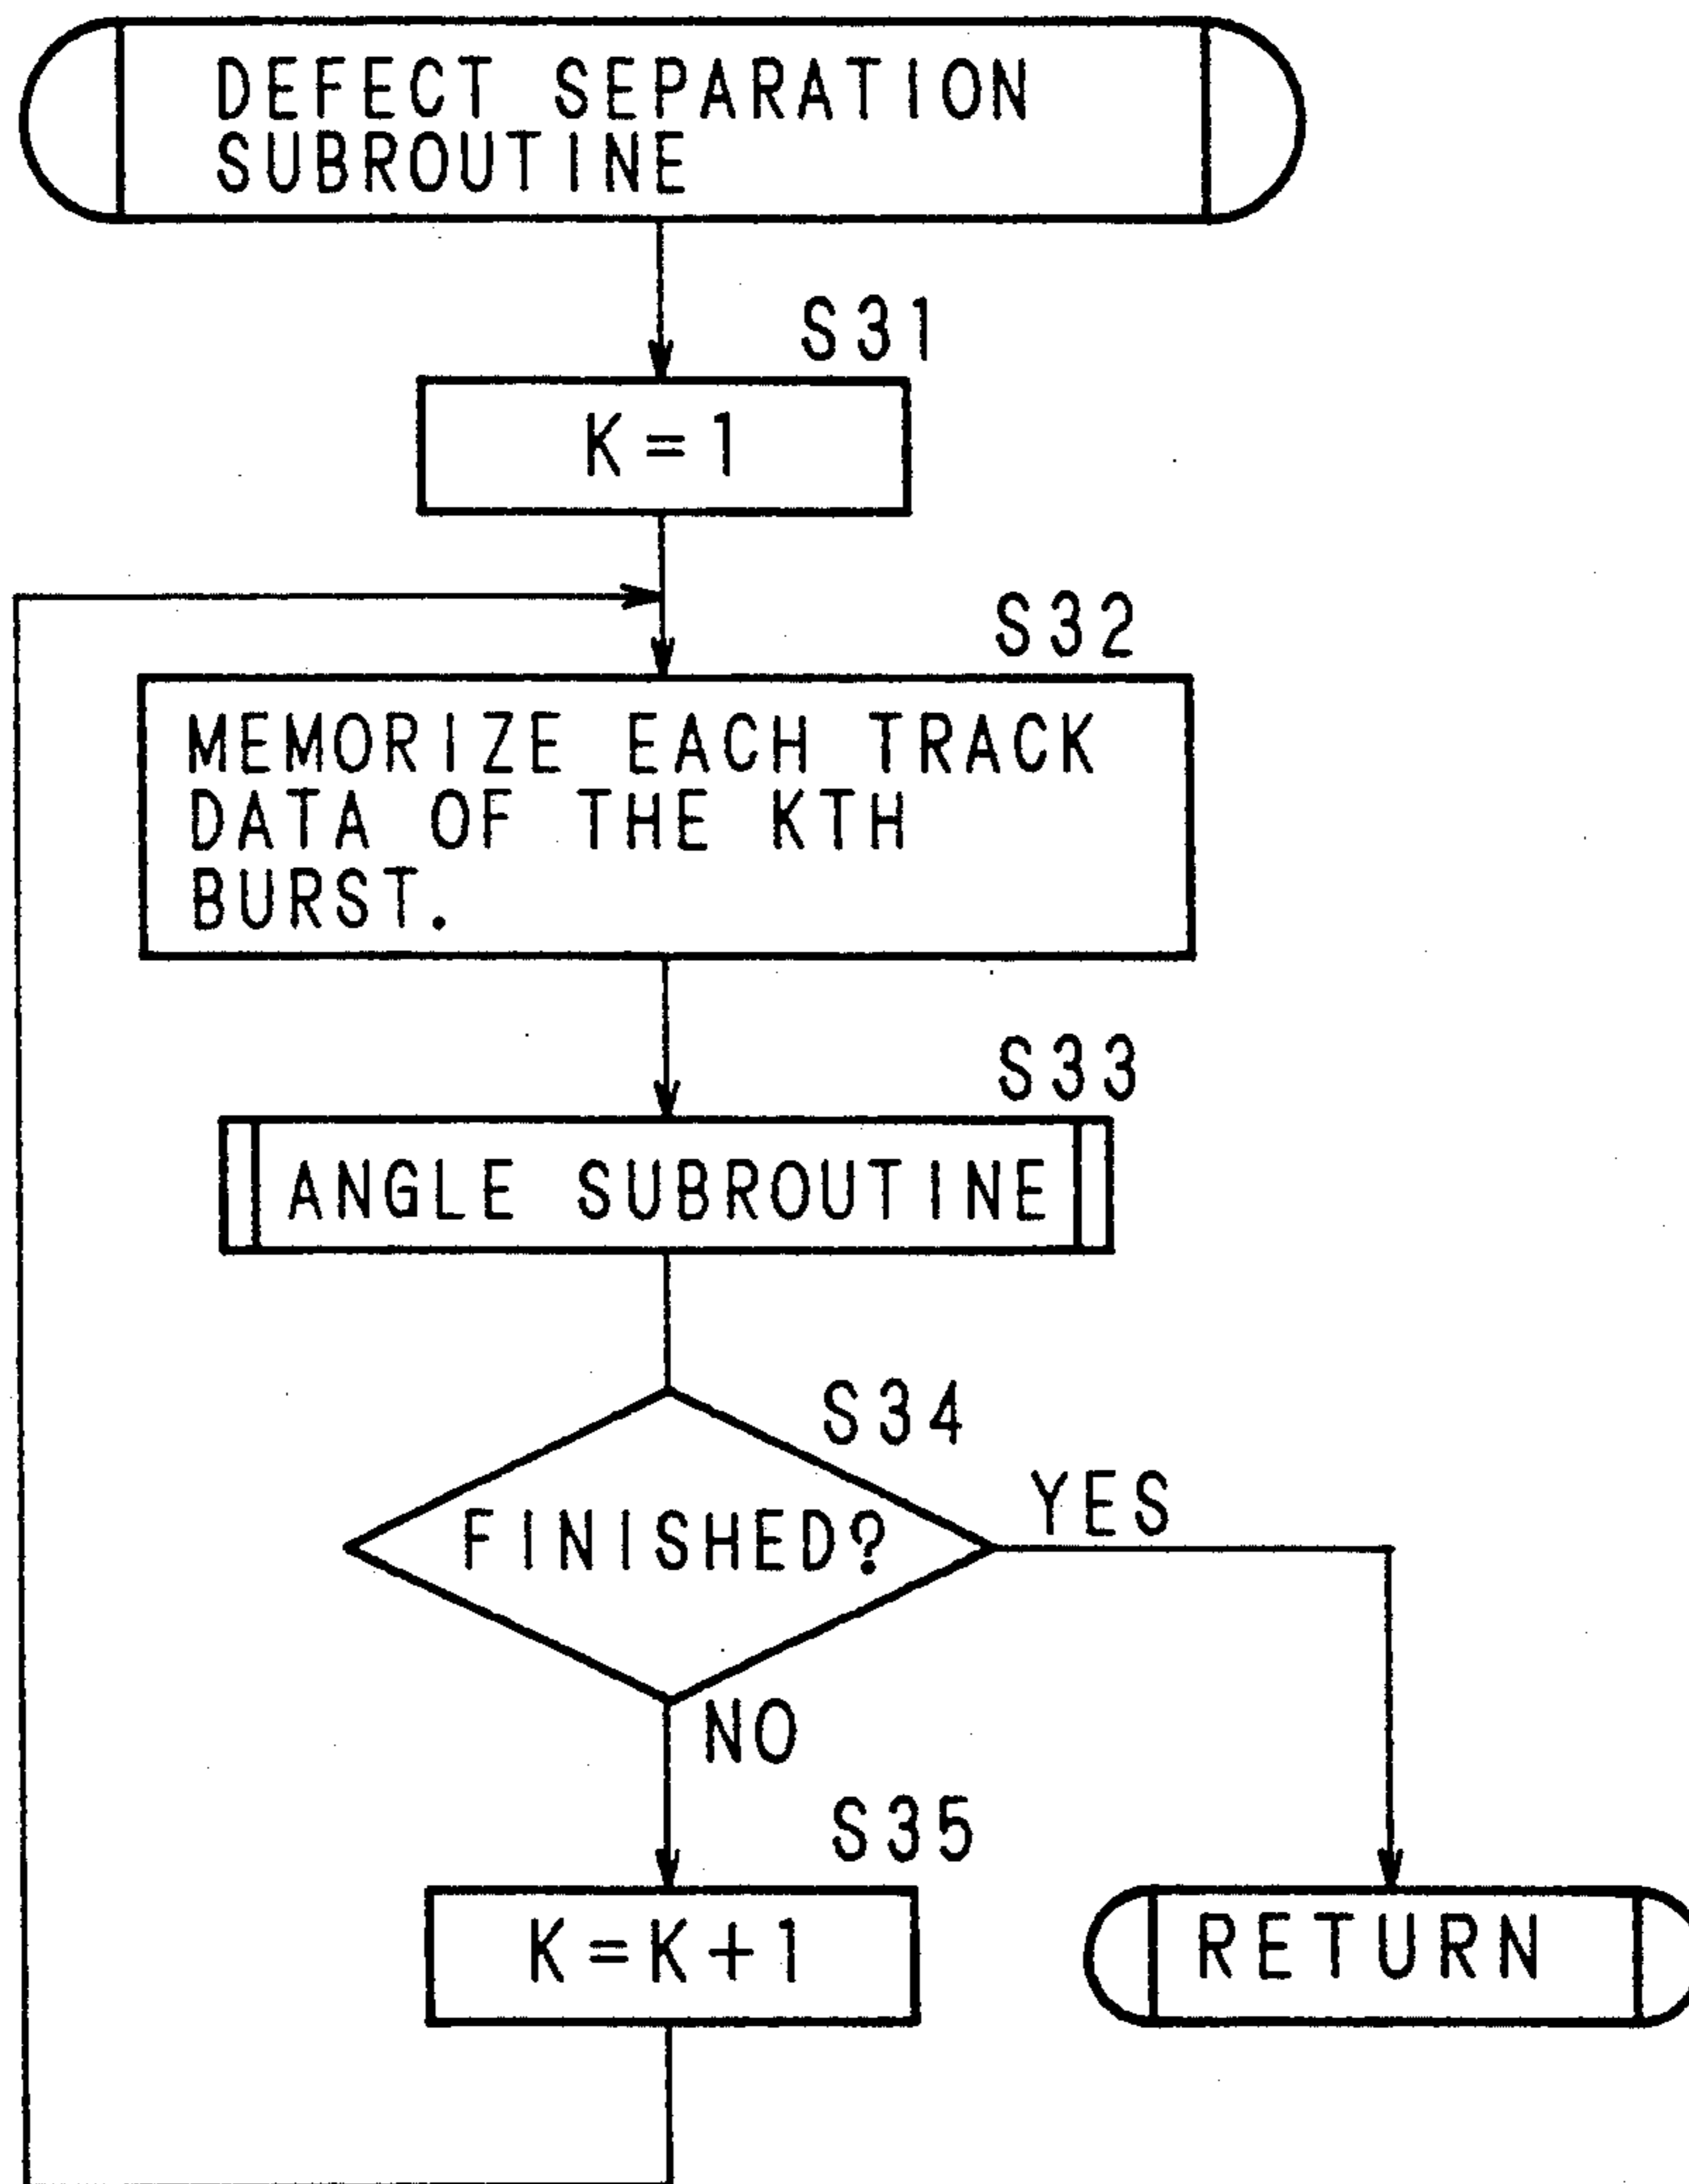 DEFECT SEPARATION
SUBROUTINE
S31
K=1
S32
MEMORIZE EACH TRACK
DATA OF THE KTH
BURST.
S33
ANGLE SUBROUTINE
S34
FINISHED?
YES
NO
S35
K=K+1
RETURN